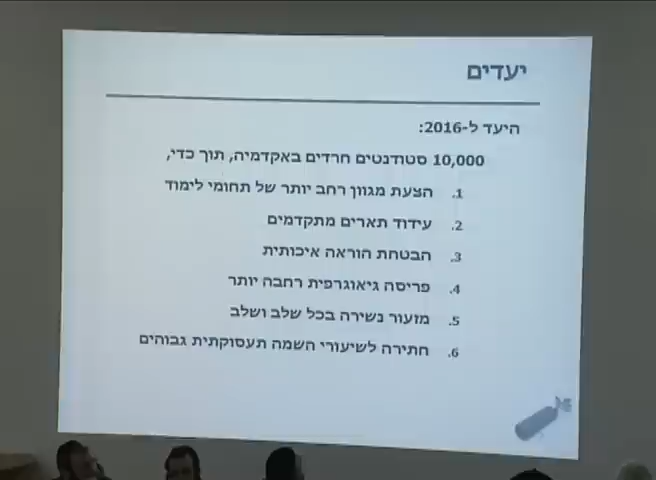 יעדים
היעד ל-2016:
10,000 סטודנטים חרדים באקדמיה, תוך כדי,
1. הצעת מגוון רחב יותר של תחומי לימוד
2. עידוד תארים מתקדמים
3. הבטחת הוראה איכותית
4. פריסה גיאוגרפית רחבה יותר
5. מזעור נשירה בכל שלב ושלב
6. חתירה לשיעורי השמה תעסוקתית גבוהים